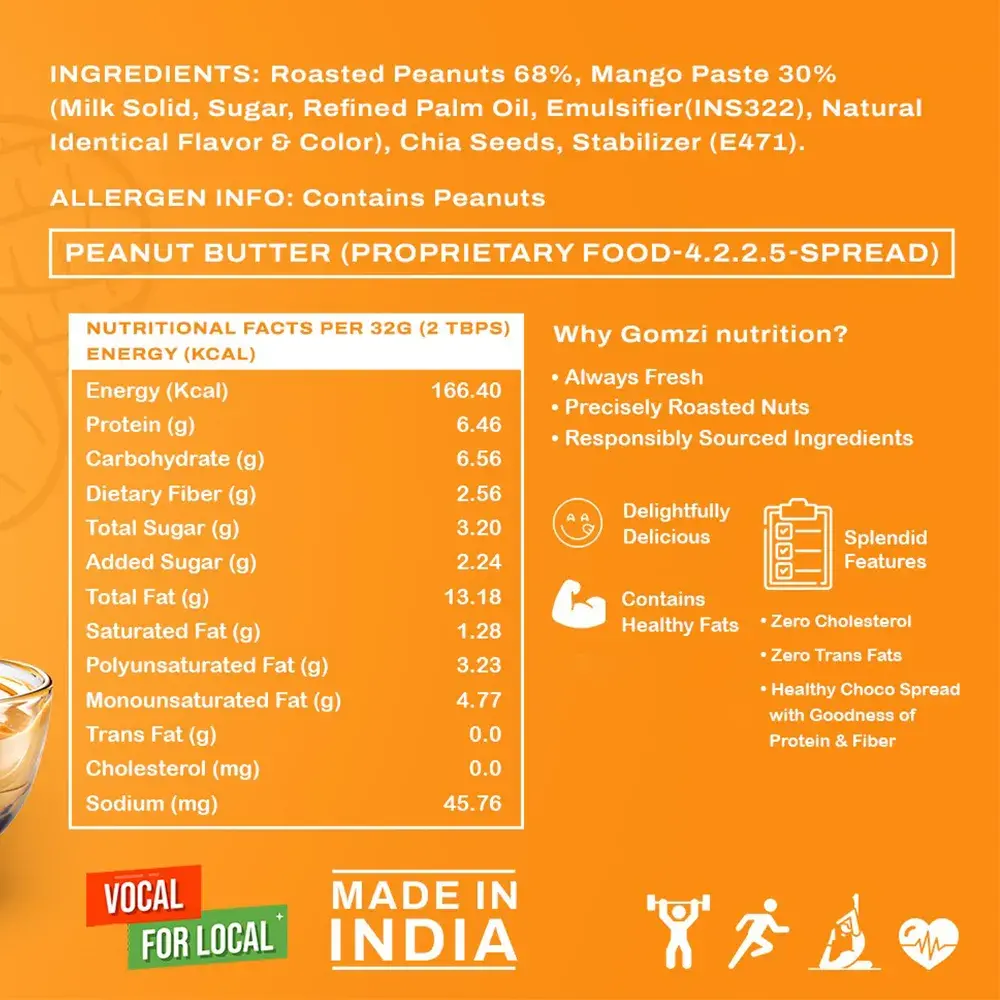 INGREDIENTS: Roasted Peanuts 68%, Mango Paste 30%
(Milk Solid, Sugar, Refined Palm Oil, Emulsifier(INS322), Natural
Identical Flavor & Color), Chia Seeds, Stabilizer (E471).
ALLERGEN INFO: Contains Peanuts
PEANUT BUTTER (PROPRIETARY FOOD-4.2.2.5-SPREAD)
NUTRITIONAL FACTS PER 32G (2 TBPS)
ENERGY (KCAL)
Energy (Kcal) 166.40
Protein (g) 6.46
Carbohydrate (g) 6.56
Dietary Fiber (g) 2.56
Total Sugar (g) 3.20
Added Sugar (g) 2.24
Total Fat (g) 13.18
Saturated Fat (g) 1.28
Polyunsaturated Fat (g) 3.23
Monounsaturated Fat (g) 4.77
Trans Fat (g) 0.0
Cholesterol (mg) 0.0
Sodium (mg) 45.76
Why Gomzi nutrition?
• Always Fresh
• Precisely Roasted Nuts
• Responsibly Sourced Ingredients
Delightfully
Delicious
Contains
Healthy Fats
Splendid
Features
• Zero Cholesterol
• Zero Trans Fats
• Healthy Choco Spread
with Goodness of
Protein & Fiber
VOCAL
FOR LOCAL
MADE IN
INDIA